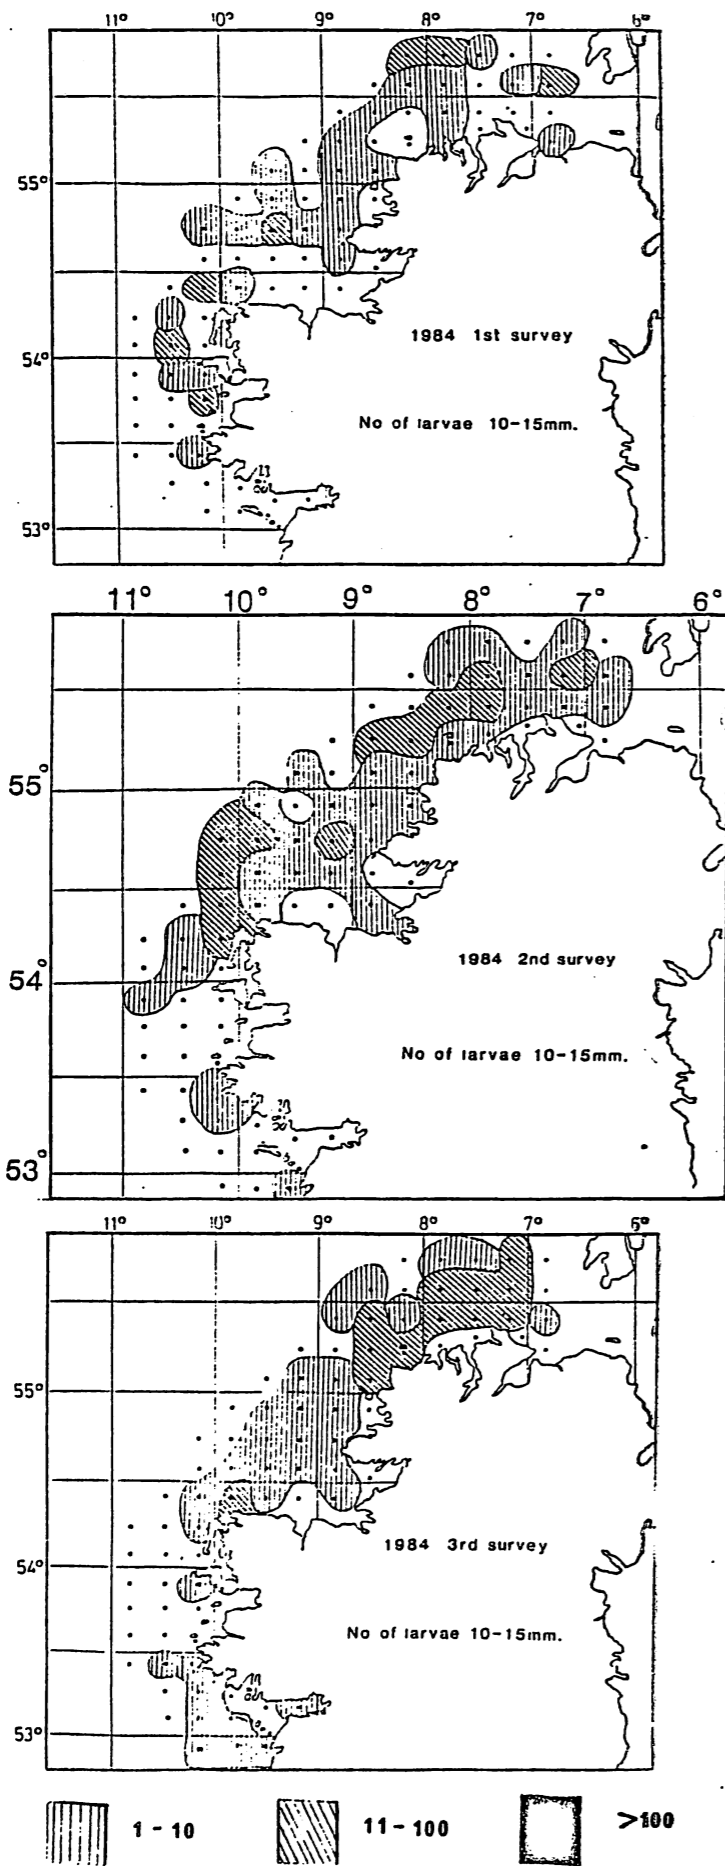 11° 10° 9° 8° 7° 6°
55°
54°
53°
1984 1st survey
No of larvae 10-15mm.
11° 10° 9° 8° 7° 6°
55°
54°
53°
1984 2nd survey
No of larvae 10-15mm.
11° 10° 9° 8° 7° 6°
55°
54°
53°
1984 3rd survey
No of larvae 10-15mm.
1-10 11-100 >100